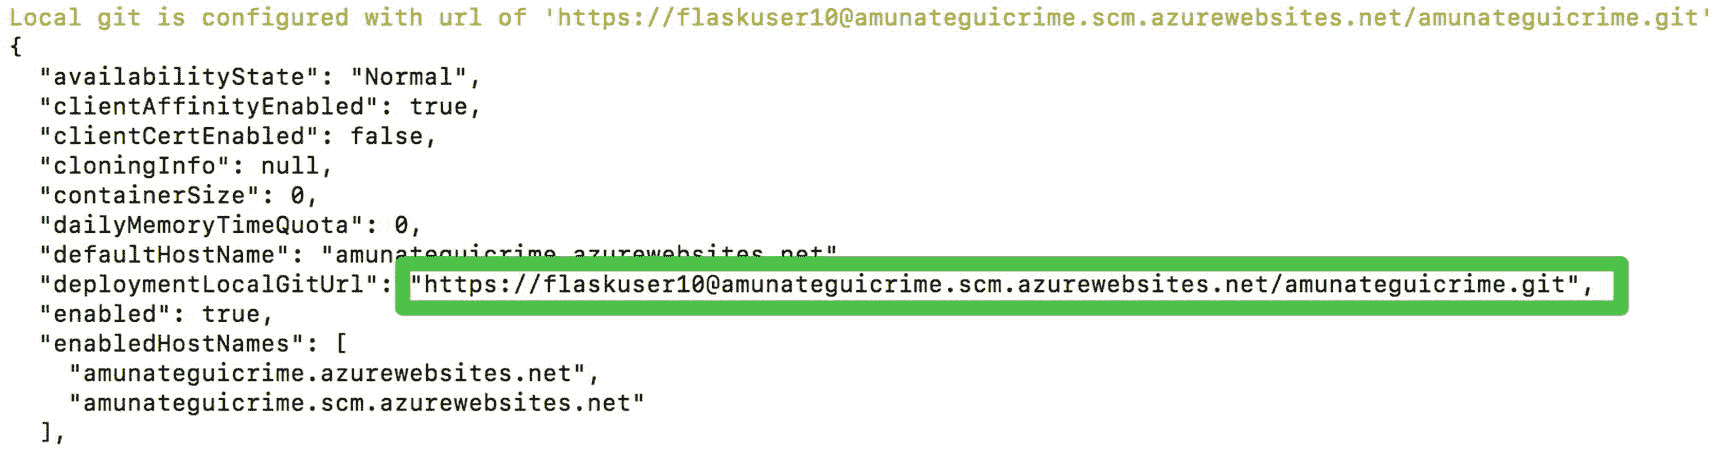 Local git is configured with url of 'https://flaskuser10@amunateguicrime.scm.azurewebsites.net/amunateguicrime.git'
{
"availabilityState": "Normal",
"clientAffinityEnabled": true,
"clientCertEnabled": false,
"cloningInfo": null,
"containerSize": 0,
"dailyMemoryTimeQuota": 0,
"defaultHostName": "amunateguicrime.azurewebsites.net"
"deploymentLocalGitUrl": "https://flaskuser10@amunateguicrime.scm.azurewebsites.net/amunateguicrime.git",
"enabled": true,
"enabledHostNames": [
"amunateguicrime.azurewebsites.net",
"amunateguicrime.scm.azurewebsites.net"
],